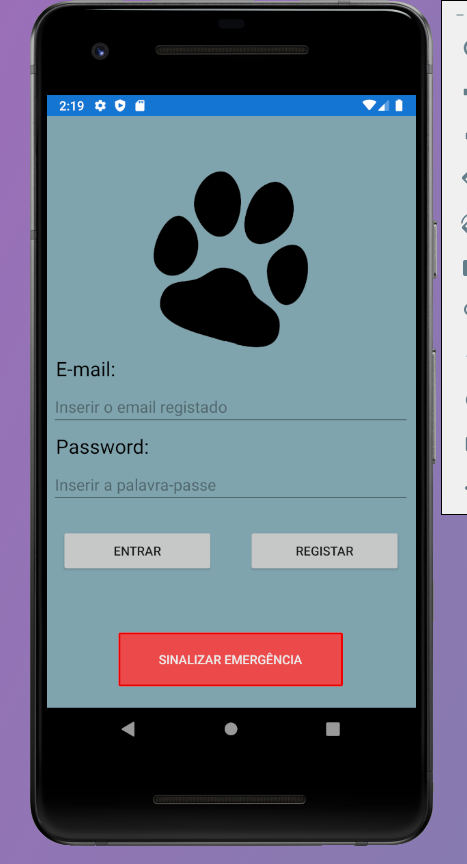 2:19
E-mail:
Inserir o email registado
Password:
Inserir a palavra-passe
ENTRAR REGISTAR
SINALIZAR EMERGÊNCIA